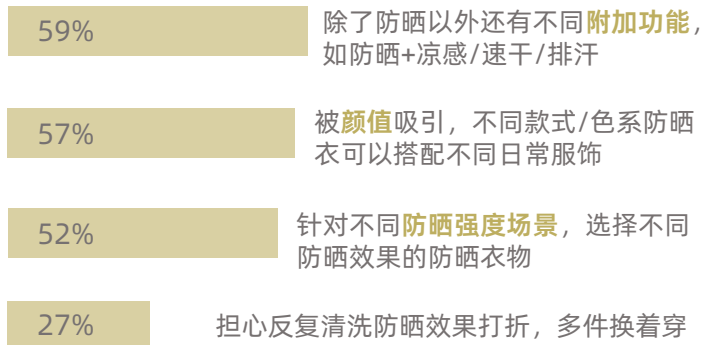 59%
除了防晒以外还有不同附加功能，
如防晒+凉感/速干/排汗
57%
被颜值吸引，不同款式/色系防晒
衣可以搭配不同日常服饰
52%
针对不同防晒强度场景，选择不同
防晒效果的防晒衣物
27%
担心反复清洗防晒效果打折，多件换着穿